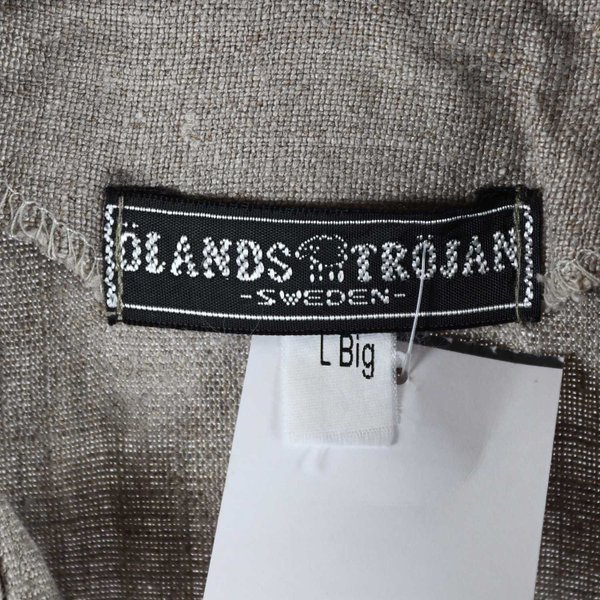 ÖLANDS TRÖJAN
-SWEDEN-
L Big